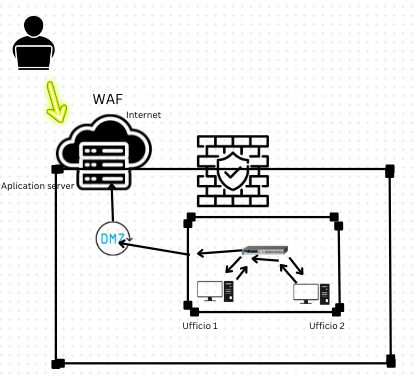 WAF
Internet
Aplication server
DMZ
Ufficio 1
Ufficio 2